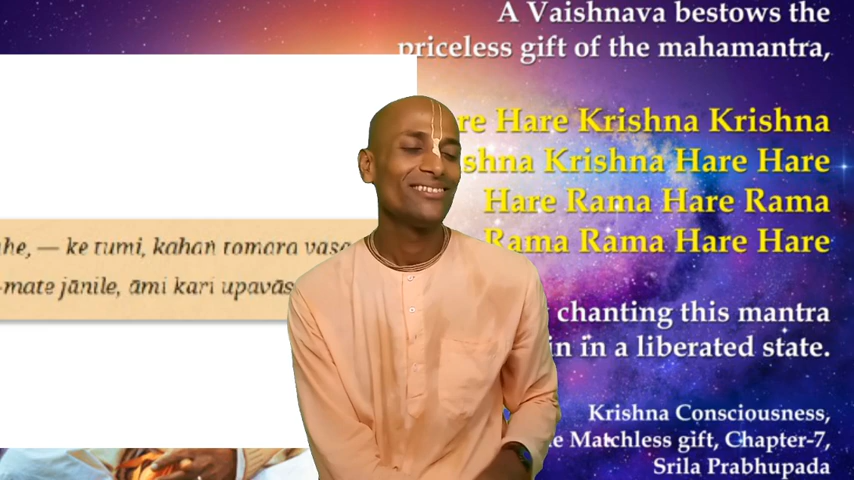 he, — ke tumi, kahāṅ tomara vasa
-mate jānile, āmi kari upavās
A Vaishnava bestows the
priceless gift of the mahamantra,
re Hare Krishna Krishna
shna Krishna Hare Hare
Hare Rama Hare Rama
Rama Rama Hare Hare
chanting this mantra
in in a liberated state.
Krishna Consciousness,
e Matchless gift, Chapter-7,
Srila Prabhupada